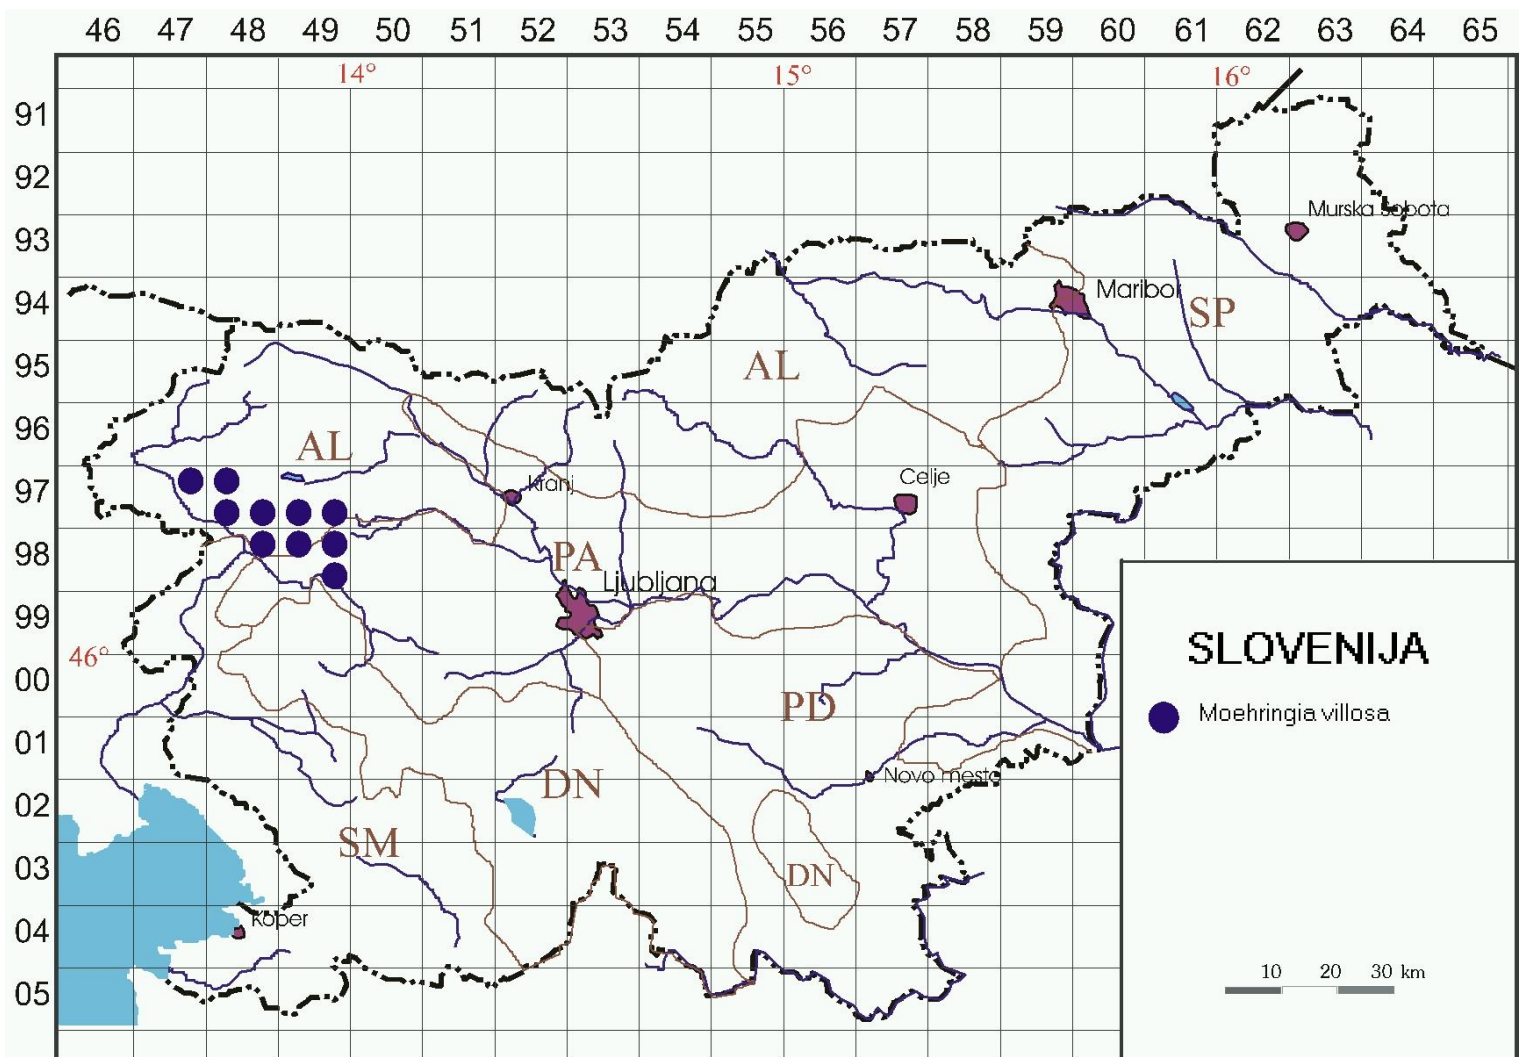 46 47 48 49 50 51 52 53 54 55 56 57 58 59 60 61 62 63 64 65
14° 15° 16°
91
92
Murska Sobota
93
94
Maribor
SP
95
AL
96
AL
97
Celje
Kranj
98
PA
Ljubljana
99
46°
SLOVENIJA
00
PD
Moehringia villosa
01
Novo mesto
DN
02
SM
03
DN
04
Koper
05
10 20 30 km